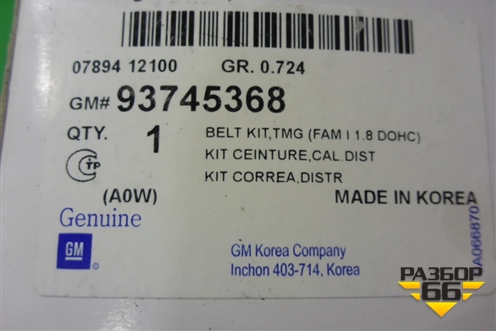 07894 12100 GR. 0.724
GM# 93745368
QTY. 1 BELT KIT,TMG (FAM I 1.8 DOHC)
KIT CEINTURE,CAL.DIST
KIT CORREA,DISTR
TP
(A0W) MADE IN KOREA
Genuine
GM
GM Korea Company
Inchon 403-714, Korea
A066870
РАЗБОР
66